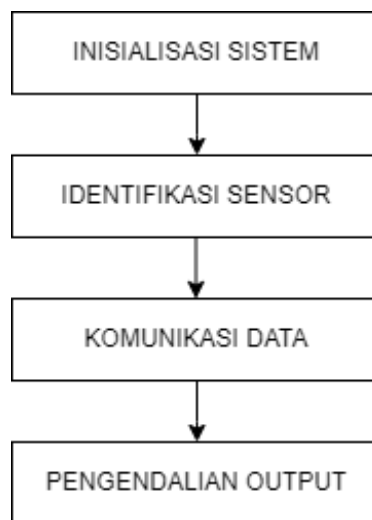 INISIALISASI SISTEM
IDENTIFIKASI SENSOR
KOMUNIKASI DATA
PENGENDALIAN OUTPUT